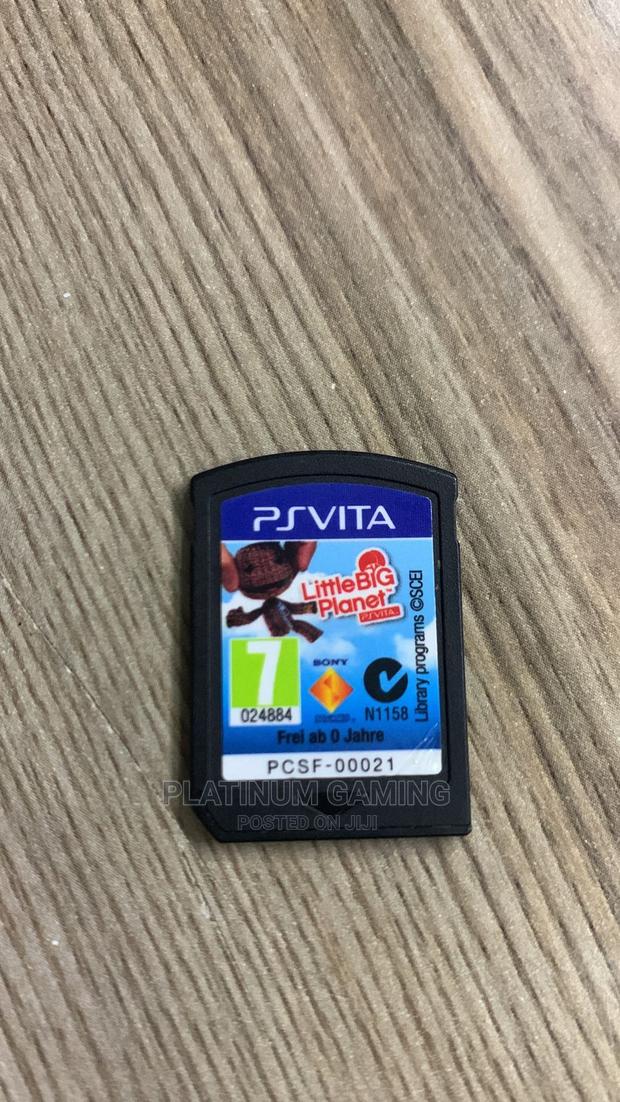 PSVITA
LittleBIG
Planet™
PSVITA
7
024884
SONY
N1158
Library programs ©SCEI
Frei ab 0 Jahre
PCSF-00021
PLATINUM GAMING
POSTED ON JIJI